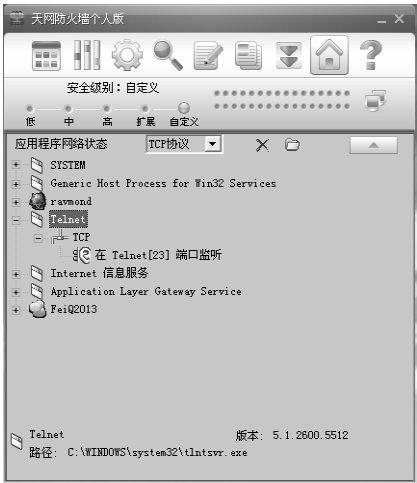 天网防火墙个人版
安全级别：自定义
低 中 高 扩展 自定义
应用程序网络状态 TCP协议
SYSTEM
Generic Host Process for Win32 Services
ravmond
Telnet
TCP
在 Telnet[23] 端口监听
Internet 信息服务
Application Layer Gateway Service
FeiQ2013
Telnet 版本: 5.1.2600.5512
路径: C:\WINDOWS\system32\tlntsvr.exe